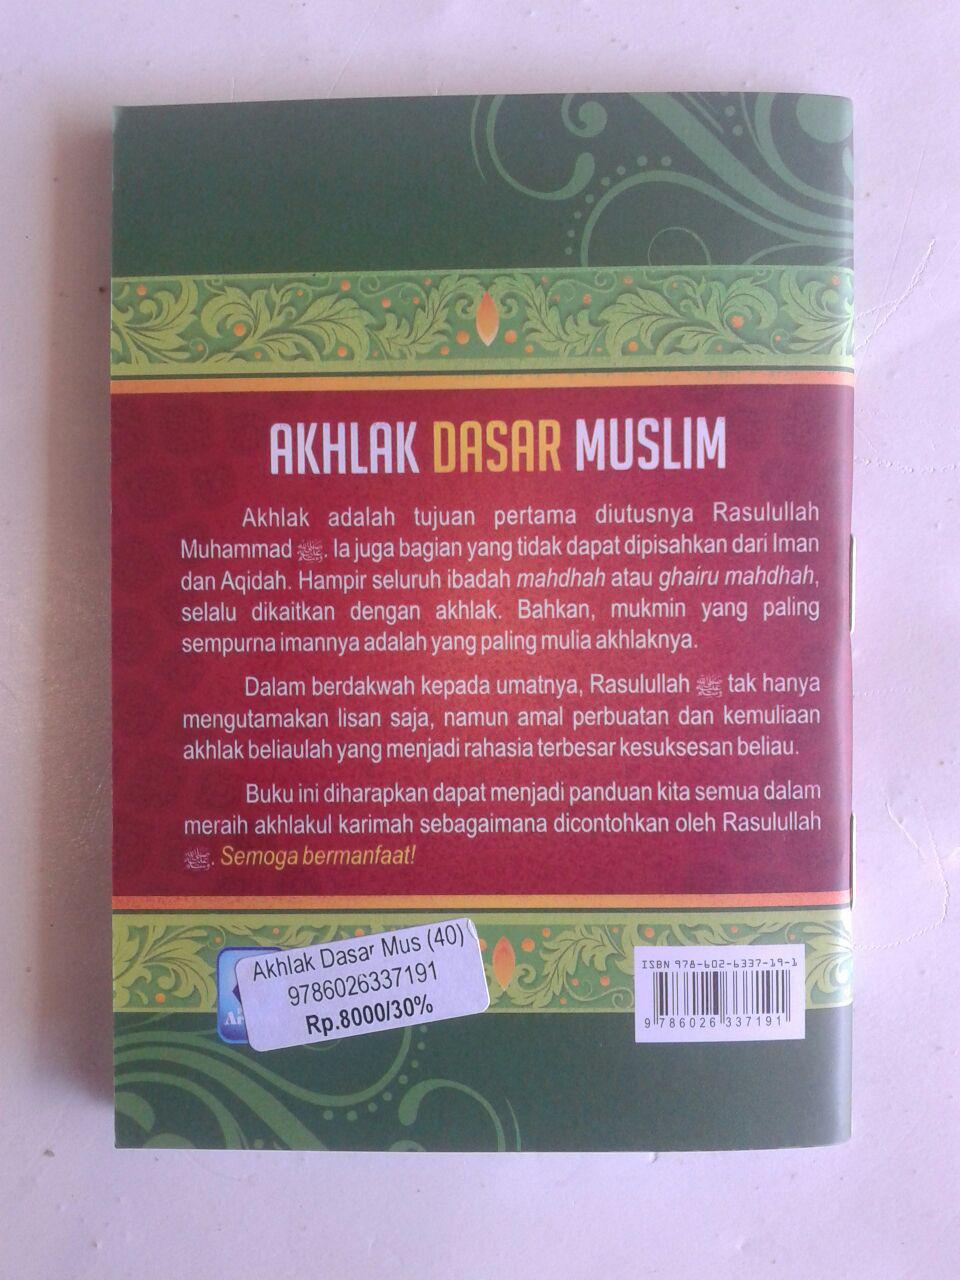 AKHLAK DASAR MUSLIM
Akhlak adalah tujuan pertama diutusnya Rasulullah
Muhammad ﷺ. Ia juga bagian yang tidak dapat dipisahkan dari Iman
dan Aqidah. Hampir seluruh ibadah mahdhah atau ghairu mahdhah,
selalu dikaitkan dengan akhlak. Bahkan, mukmin yang paling
sempurna imannya adalah yang paling mulia akhlaknya.
Dalam berdakwah kepada umatnya, Rasulullah ﷺ tak hanya
mengutamakan lisan saja, namun amal perbuatan dan kemuliaan
akhlak beliaulah yang menjadi rahasia terbesar kesuksesan beliau.
Buku ini diharapkan dapat menjadi panduan kita semua dalam
meraih akhlakul karimah sebagaimana dicontohkan oleh Rasulullah
ﷺ. Semoga bermanfaat!
Akhlak Dasar Mus (40)
9786026337191
Rp.8000/30%
ISBN 978-602-6337-19-1
9 786026 337191